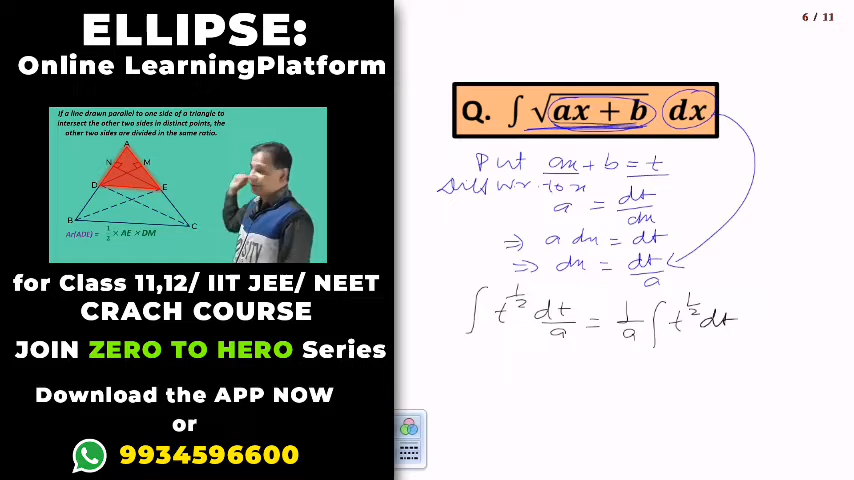 6 / 11
ELLIPSE:
Online LearningPlatform
If a line drawn parallel to one side of a triangle to
intersect the other two sides in distinct points, the
other two sides are divided in the same ratio.
A
N M
D E
B C
Ar(ADE) = 1/2 × AE × DM
for Class 11,12/ IIT JEE/ NEET
CRACH COURSE
JOIN ZERO TO HERO Series
Download the APP NOW
or
9934596600
Q. ∫ √(ax + b) dx
Put ax + b = t
Diff wr. to x
a = dt/dx
⇒ a dx = dt
⇒ dx = dt/a
∫ t^(1/2) dt/a = 1/a ∫ t^(1/2) dt